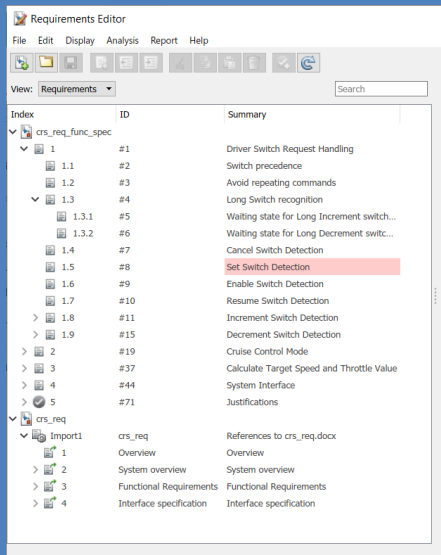 Requirements Editor
File Edit Display Analysis Report Help
View: Requirements Search
Index ID Summary
crs_req_func_spec
1 #1 Driver Switch Request Handling
1.1 #2 Switch precedence
1.2 #3 Avoid repeating commands
1.3 #4 Long Switch recognition
1.3.1 #5 Waiting state for Long Increment switch...
1.3.2 #6 Waiting state for Long Decrement switc...
1.4 #7 Cancel Switch Detection
1.5 #8 Set Switch Detection
1.6 #9 Enable Switch Detection
1.7 #10 Resume Switch Detection
1.8 #11 Increment Switch Detection
1.9 #15 Decrement Switch Detection
2 #19 Cruise Control Mode
3 #37 Calculate Target Speed and Throttle Value
4 #44 System Interface
5 #71 Justifications
crs_req
Import1 crs_req References to crs_req.docx
1 Overview Overview
2 System overview System overview
3 Functional Requirements Functional Requirements
4 Interface specification Interface specification